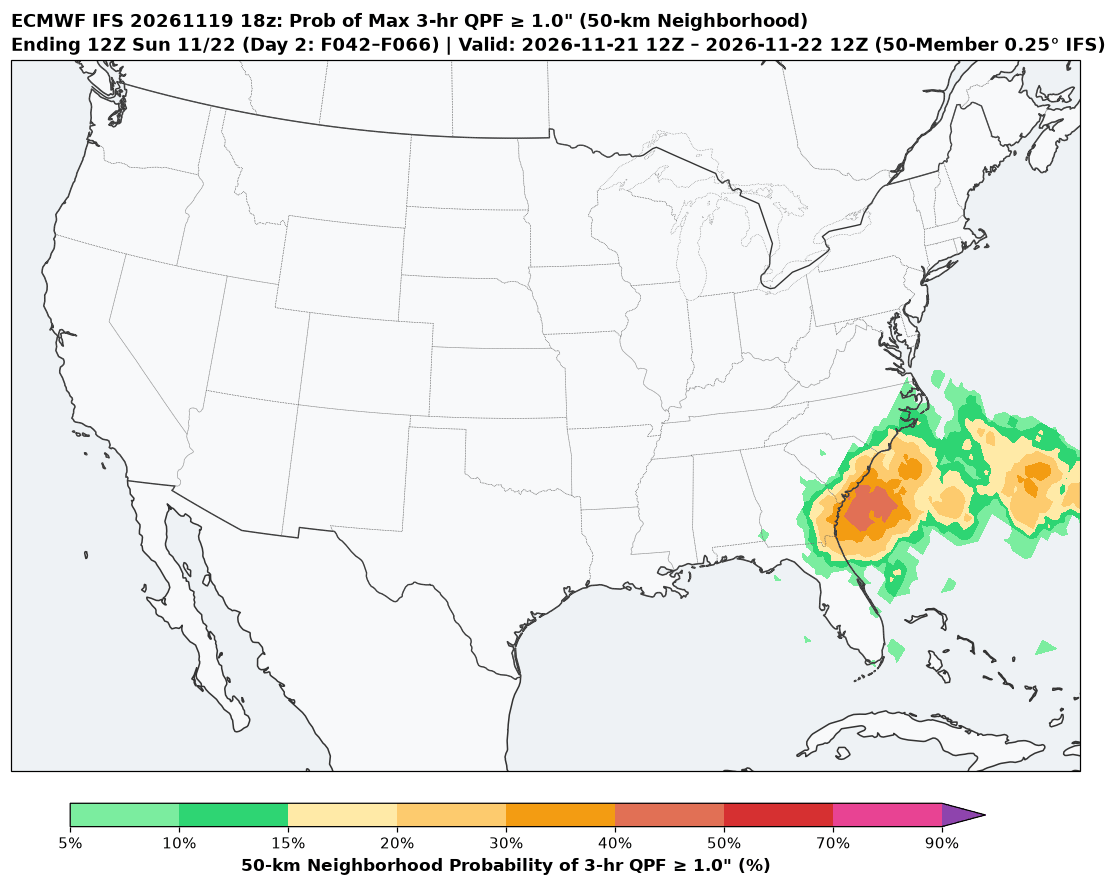 ECMWF IFS 20261119 18z: Prob of Max 3-hr QPF ≥ 1.0" (50-km Neighborhood)
Ending 12Z Sun 11/22 (Day 2: F042–F066) | Valid: 2026-11-21 12Z – 2026-11-22 12Z (50-Member 0.25° IFS)
5% 10% 15% 20% 30% 40% 50% 70% 90%
50-km Neighborhood Probability of 3-hr QPF ≥ 1.0" (%)